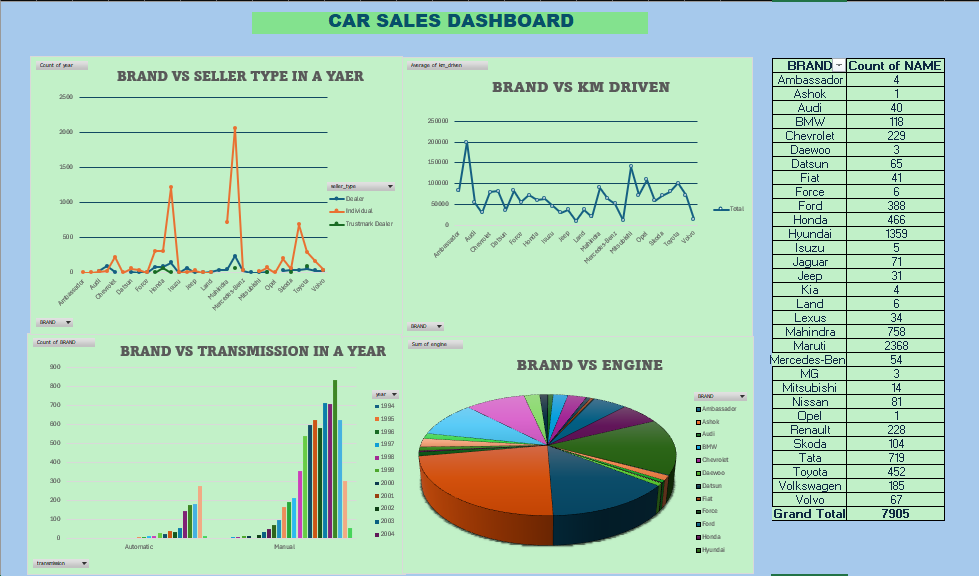 CAR SALES DASHBOARD
Count of year
BRAND VS SELLER TYPE IN A YAER
2500
2000
1500
1000
500
0
Ambassador
Audi
Chevrolet
Datsun
Force
Honda
Isuzu
Jeep
Land
Mahindra
Mercedes-Benz
Mitsubishi
Opel
Skoda
Toyota
Volvo
seller_type
Dealer
Individual
Trustmark Dealer
BRAND
Average of km_driven
BRAND VS KM DRIVEN
250000
200000
150000
100000
50000
0
Ambassador
Audi
Chevrolet
Datsun
Force
Honda
Isuzu
Jeep
Land
Mahindra
Mercedes-Benz
Mitsubishi
Opel
Skoda
Toyota
Volvo
Total
BRAND
Count of BRAND
BRAND VS TRANSMISSION IN A YEAR
900
800
700
600
500
400
300
200
100
0
Automatic
Manual
year
1994
1995
1996
1997
1998
1999
2000
2001
2002
2003
2004
transmission
Sum of engine
BRAND VS ENGINE
BRAND
Ambassador
Ashok
Audi
BMW
Chevrolet
Daewoo
Datsun
Fiat
Force
Ford
Honda
Hyundai
BRAND Count of NAME
Ambassador 4
Ashok 1
Audi 40
BMW 118
Chevrolet 229
Daewoo 3
Datsun 65
Fiat 41
Force 6
Ford 388
Honda 466
Hyundai 1359
Isuzu 5
Jaguar 71
Jeep 31
Kia 4
Land 6
Lexus 34
Mahindra 758
Maruti 2368
Mercedes-Ben 54
MG 3
Mitsubishi 14
Nissan 81
Opel 1
Renault 228
Skoda 104
Tata 719
Toyota 452
Volkswagen 185
Volvo 67
Grand Total 7905